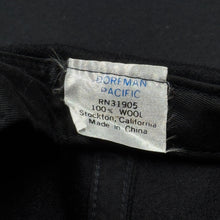 DOREMAN
PACIFIC
RN31905
100% WOOL
Stockton, California
Made in China